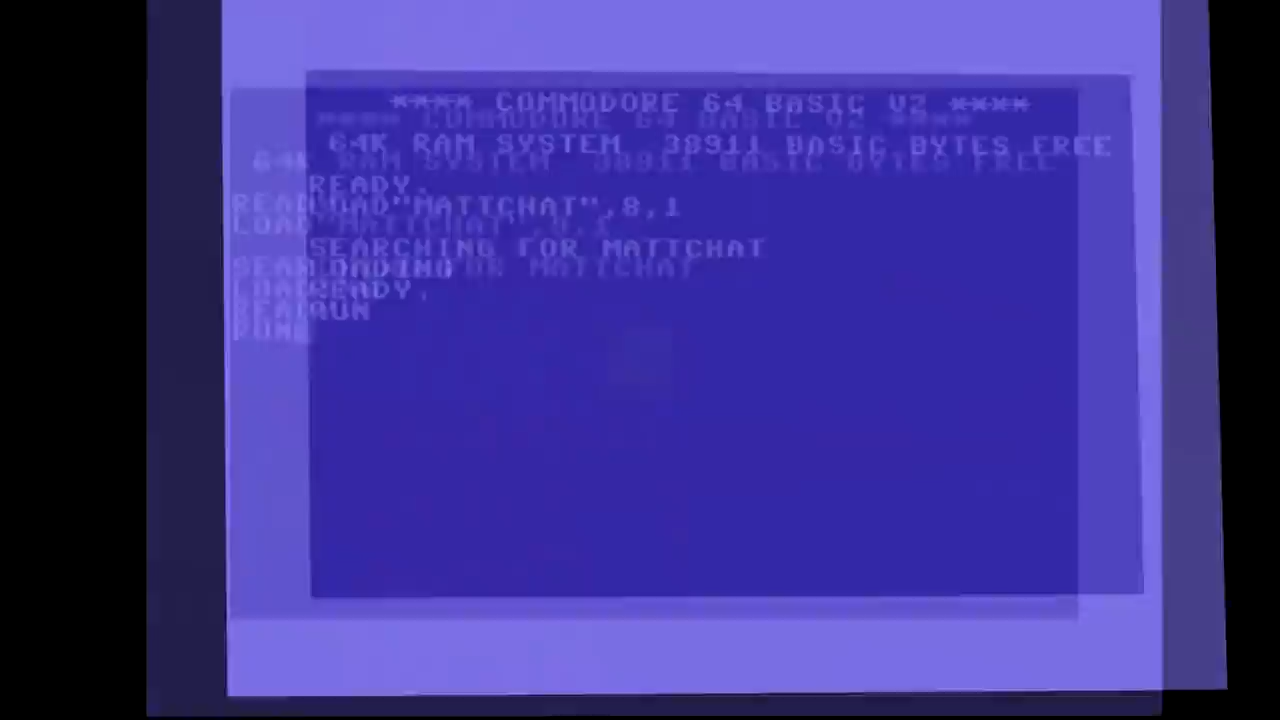 **** COMMODORE 64 BASIC V2 ****
64K RAM SYSTEM  38911 BASIC BYTES FREE
READY.
LOAD"MATTCHAT",8,1
SEARCHING FOR MATTCHAT
LOADING
READY.
RUN